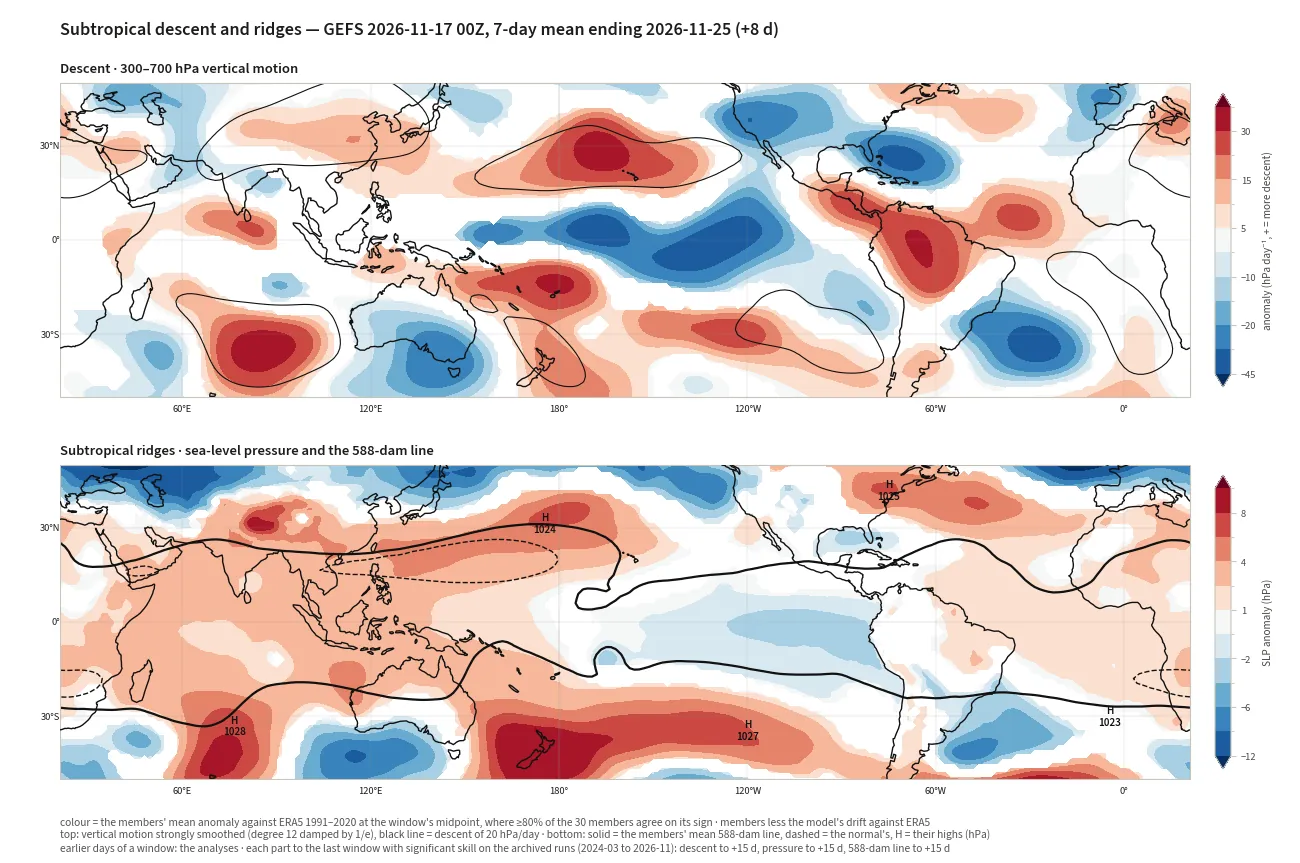 Subtropical descent and ridges — GEFS 2026-11-17 00Z, 7-day mean ending 2026-11-25 (+8 d)
Descent · 300–700 hPa vertical motion
30°N
0°
30°S
60°E
120°E
180°
120°W
60°W
0°
30
15
5
−10
−20
−45
anomaly (hPa day⁻¹, + = more descent)
Subtropical ridges · sea-level pressure and the 588-dam line
H
1025
H
1024
H
1028
H
1027
H
1023
30°N
0°
30°S
60°E
120°E
180°
120°W
60°W
0°
8
4
1
−2
−6
−12
SLP anomaly (hPa)
colour = the members' mean anomaly against ERA5 1991–2020 at the window's midpoint, where ≥80% of the 30 members agree on its sign · members less the model's drift against ERA5
top: vertical motion strongly smoothed (degree 12 damped by 1/e), black line = descent of 20 hPa/day · bottom: solid = the members' mean 588-dam line, dashed = the normal's, H = their highs (hPa)
earlier days of a window: the analyses · each part to the last window with significant skill on the archived runs (2024-03 to 2026-11): descent to +15 d, pressure to +15 d, 588-dam line to +15 d